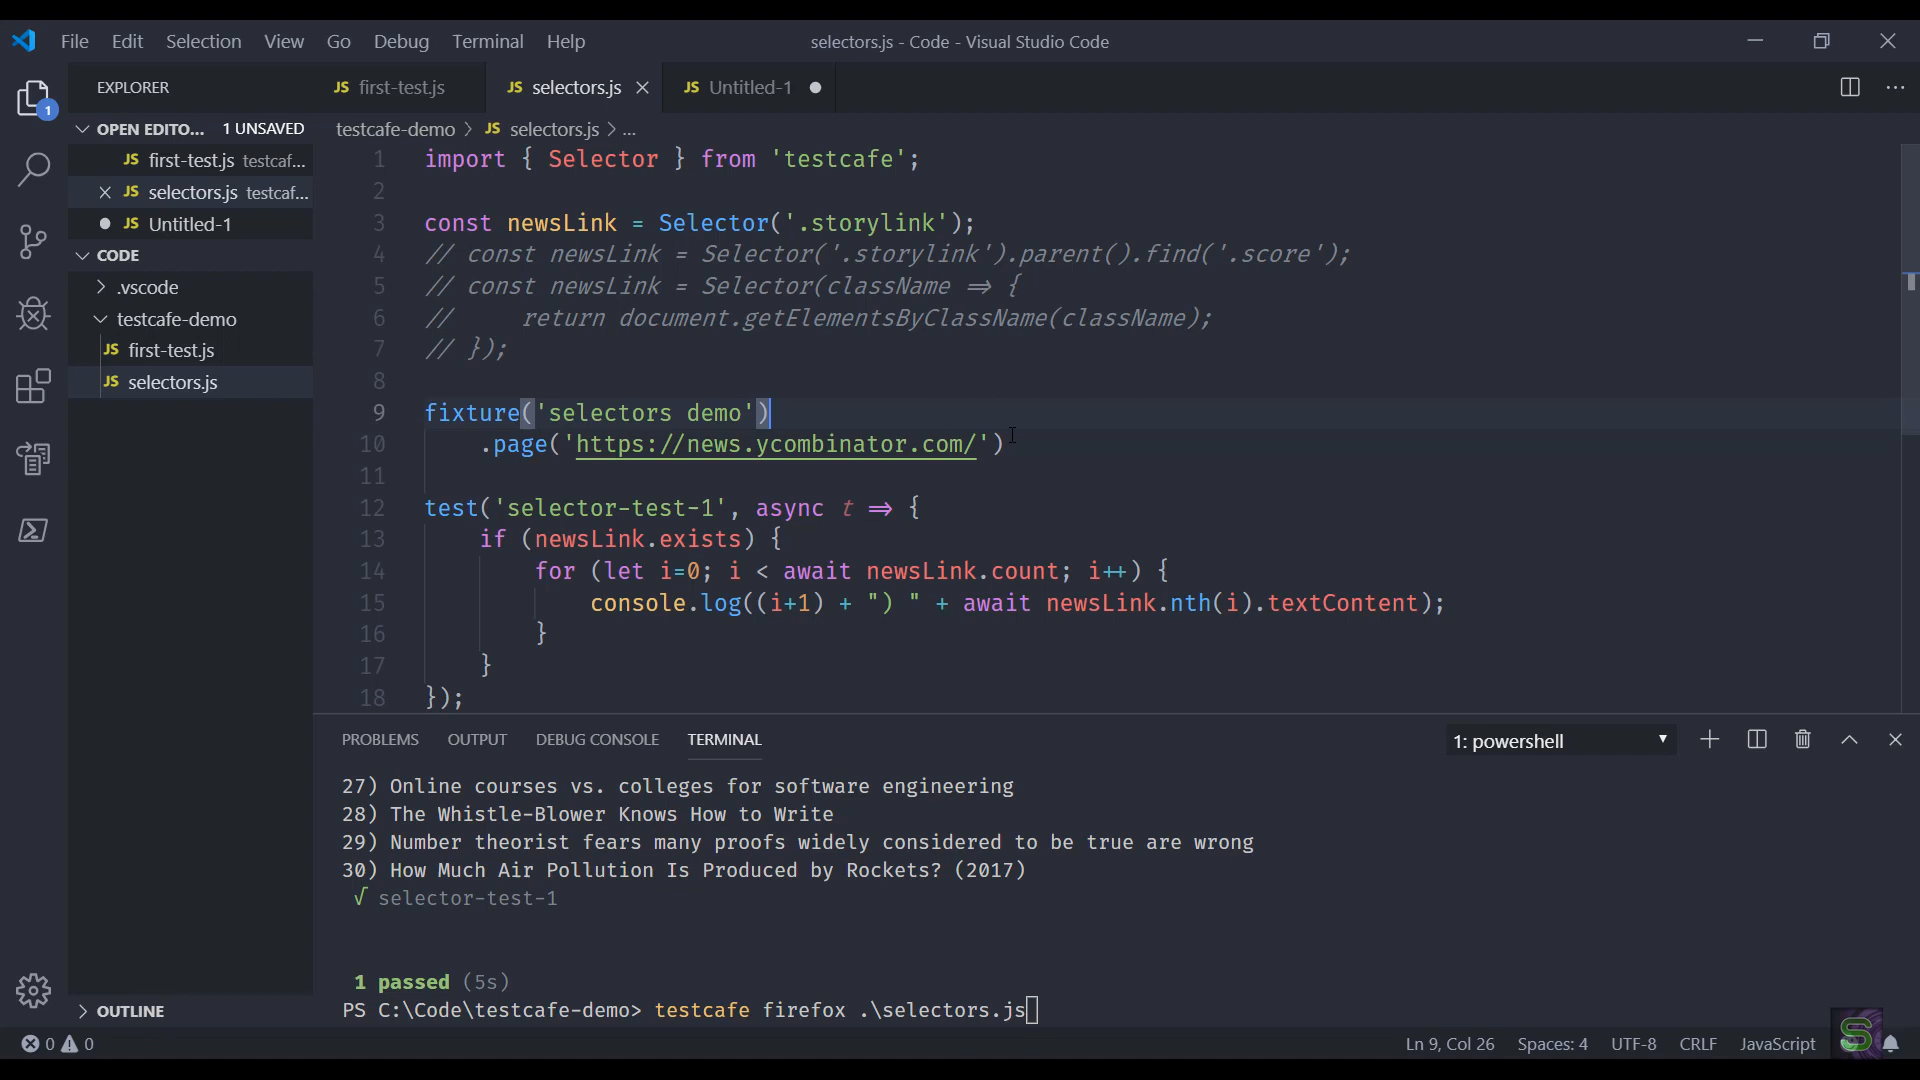 File Edit Selection View Go Debug Terminal Help
selectors.js - Code - Visual Studio Code
EXPLORER
JS first-test.js
JS selectors.js
JS Untitled-1
1
OPEN EDITO... 1 UNSAVED
JS first-test.js testcaf...
JS selectors.js testcaf...
JS Untitled-1
CODE
.vscode
testcafe-demo
JS first-test.js
JS selectors.js
OUTLINE
testcafe-demo > JS selectors.js > ...
1 import { Selector } from 'testcafe';
2
3 const newsLink = Selector('.storylink');
4 // const newsLink = Selector('.storylink').parent().find('.score');
5 // const newsLink = Selector(className => {
6 //     return document.getElementsByClassName(className);
7 // });
8
9 fixture('selectors demo')
10     .page('https://news.ycombinator.com/')
11
12 test('selector-test-1', async t => {
13     if (newsLink.exists) {
14         for (let i=0; i < await newsLink.count; i++) {
15             console.log((i+1) + ") " + await newsLink.nth(i).textContent);
16         }
17     }
18 });
PROBLEMS OUTPUT DEBUG CONSOLE TERMINAL
1: powershell
27) Online courses vs. colleges for software engineering
28) The Whistle-Blower Knows How to Write
29) Number theorist fears many proofs widely considered to be true are wrong
30) How Much Air Pollution Is Produced by Rockets? (2017)
√ selector-test-1
1 passed (5s)
PS C:\Code\testcafe-demo> testcafe firefox .\selectors.js
0 0
Ln 9, Col 26 Spaces: 4 UTF-8 CRLF JavaScript
S